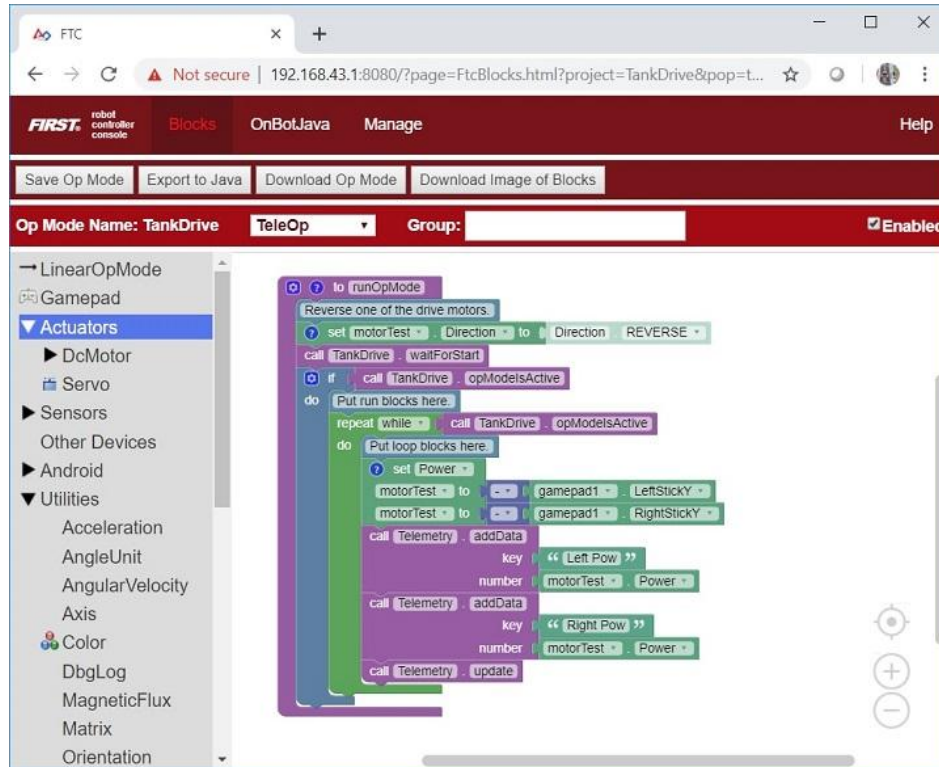 FTC
Not secure | 192.168.43.1:8080/?page=FtcBlocks.html?project=TankDrive&pop=t...
FIRST. robot controller console Blocks OnBotJava Manage Help
Save Op Mode Export to Java Download Op Mode Download Image of Blocks
Op Mode Name: TankDrive TeleOp Group: Enabled
LinearOpMode
Gamepad
Actuators
DcMotor
Servo
Sensors
Other Devices
Android
Utilities
Acceleration
AngleUnit
AngularVelocity
Axis
Color
DbgLog
MagneticFlux
Matrix
Orientation
to runOpMode
Reverse one of the drive motors.
set motorTest . Direction to Direction . REVERSE
call TankDrive . waitForStart
if call TankDrive . opModeIsActive
do Put run blocks here.
repeat while call TankDrive . opModeIsActive
do Put loop blocks here.
set Power
motorTest to - gamepad1 . LeftStickY
motorTest to - gamepad1 . RightStickY
call Telemetry . addData
key “ Left Pow ”
number motorTest . Power
call Telemetry . addData
key “ Right Pow ”
number motorTest . Power
call Telemetry . update